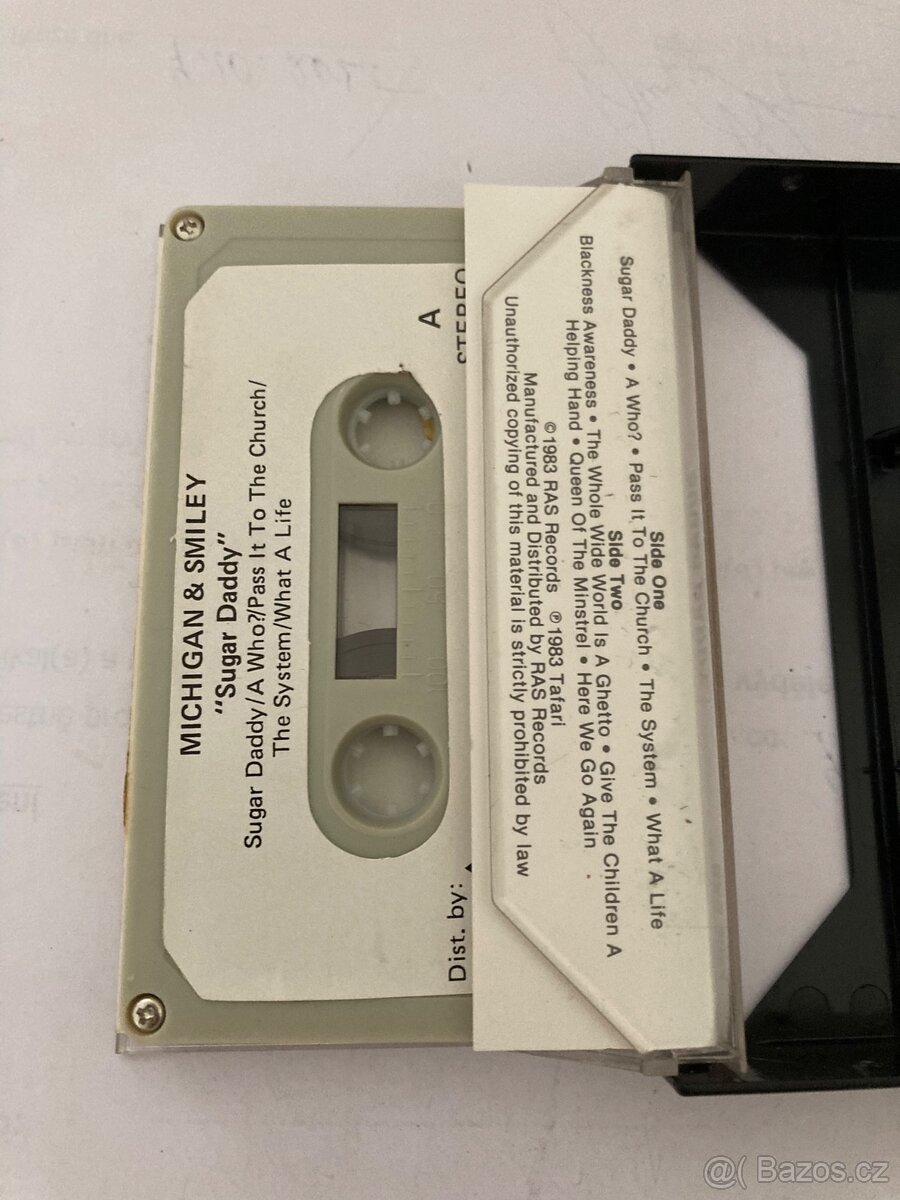 MICHIGAN & SMILEY
"Sugar Daddy"
Sugar Daddy/A Who?/Pass It To The Church/
The System/What A Life
A
STEREO
Dist. by:
Side One
Sugar Daddy • A Who? • Pass It To The Church • The System • What A Life
Side Two
Blackness Awareness • The Whole Wide World Is A Ghetto • Give The Children A
Helping Hand • Queen Of The Minstrel • Here We Go Again
©1983 RAS Records ℗1983 Tafari
Manufactured and Distributed by RAS Records
Unauthorized copying of this material is strictly prohibited by law
@( Bazos.cz